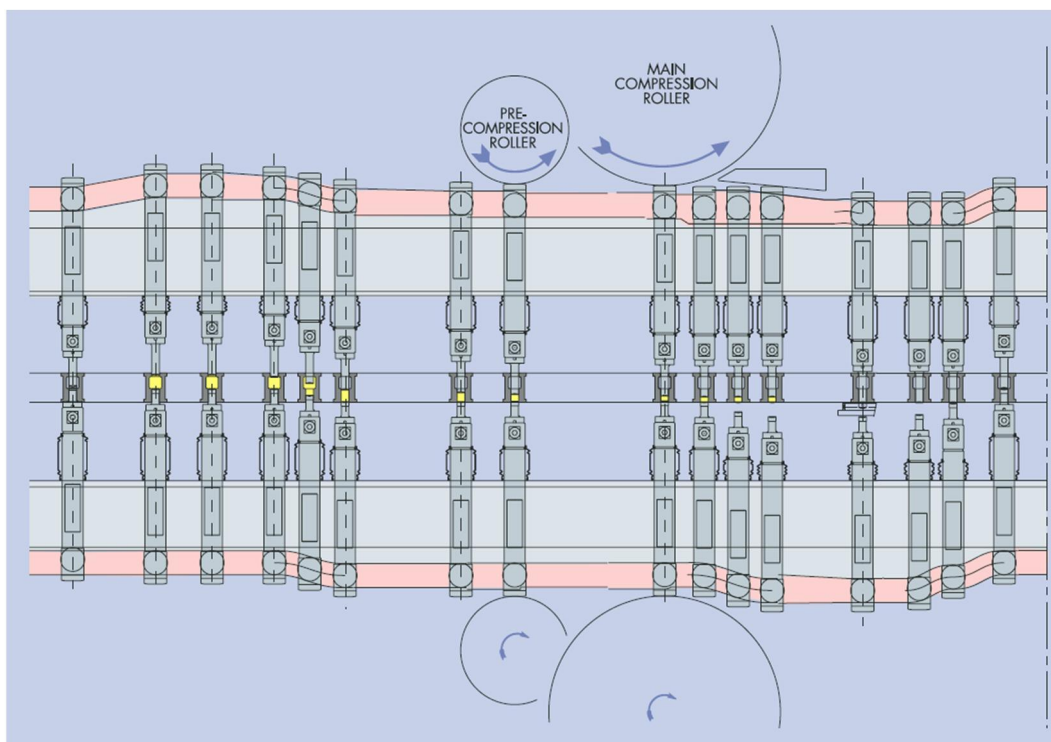 PRE-
COMPRESSION
ROLLER
MAIN
COMPRESSION
ROLLER